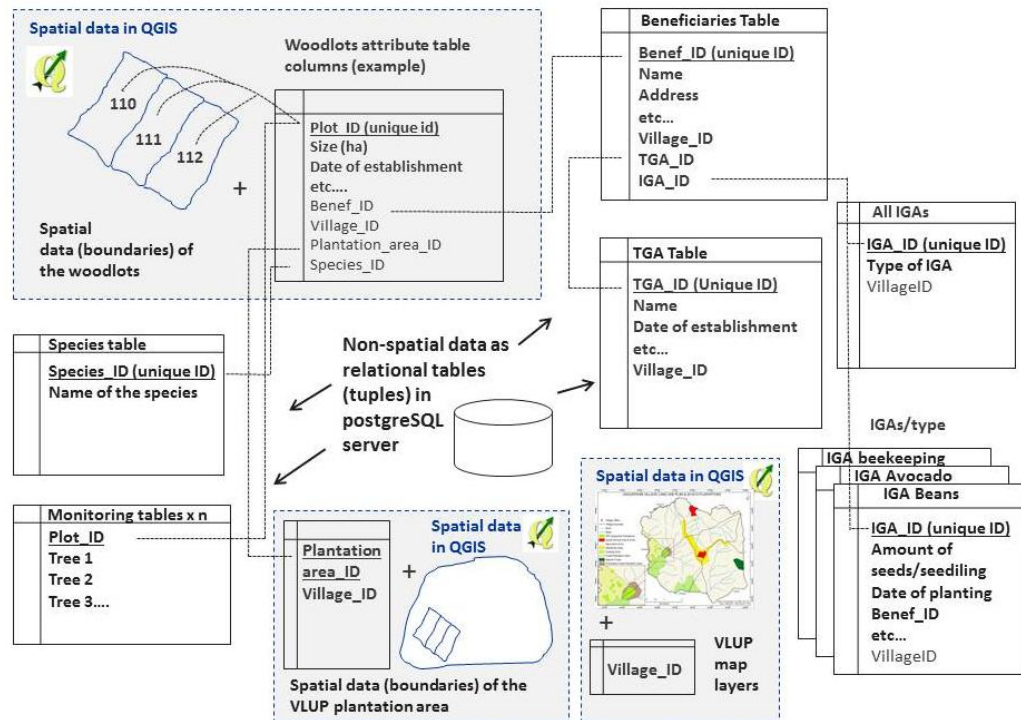 Spatial data in QGIS
Woodlots attribute table
columns (example)
110
111
112
+
Spatial
data (boundaries) of
the woodlots
Plot_ID (unique id)
Size (ha)
Date of establishment
etc....
Benef_ID
Village_ID
Plantation_area_ID
Species_ID
Beneficiaries Table
Benef_ID (unique ID)
Name
Address
etc...
Village_ID
TGA_ID
IGA_ID
All IGAs
IGA_ID (unique ID)
Type of IGA
VillageID
TGA Table
TGA_ID (Unique ID)
Name
Date of establishment
etc...
Village_ID
Species table
Species_ID (unique ID)
Name of the species
Non-spatial data as
relational tables
(tuples) in
postgreSQL
server
Monitoring tables x n
Plot_ID
Tree 1
Tree 2
Tree 3....
Spatial data
in QGIS
Plantation
area_ID
Village_ID
+
Spatial data (boundaries) of the
VLUP plantation area
Spatial data in QGIS
+
Village_ID
VLUP
map
layers
IGAs/type
IGA beekeeping
IGA Avocado
IGA Beans
IGA_ID (unique ID)
Amount of
seeds/seediling
Date of planting
Benef_ID
etc...
VillageID